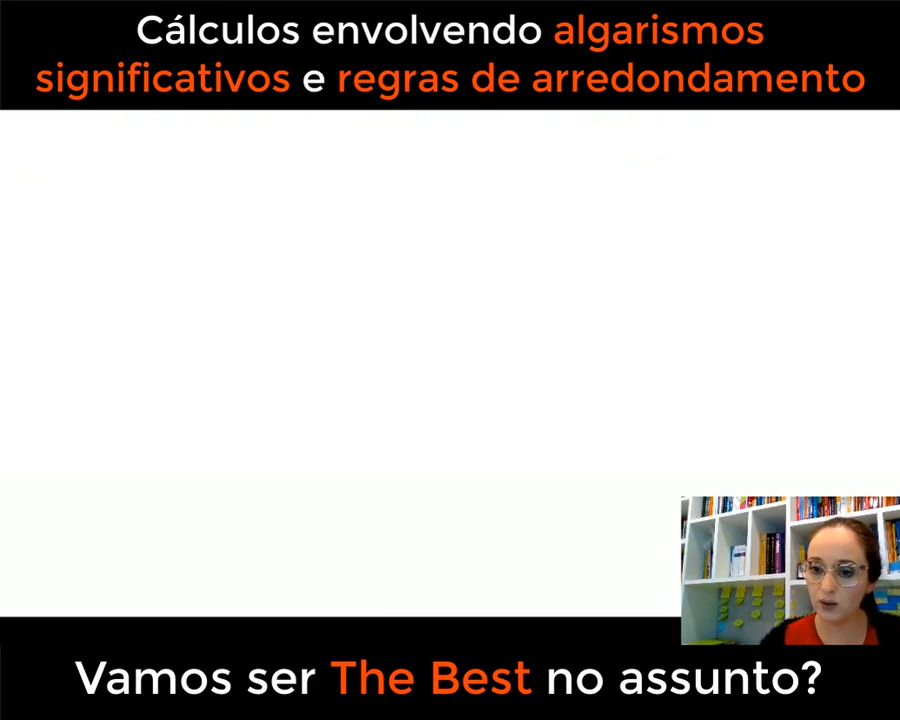 Cálculos envolvendo algarismos
significativos e regras de arredondamento
Vamos ser The Best no assunto?